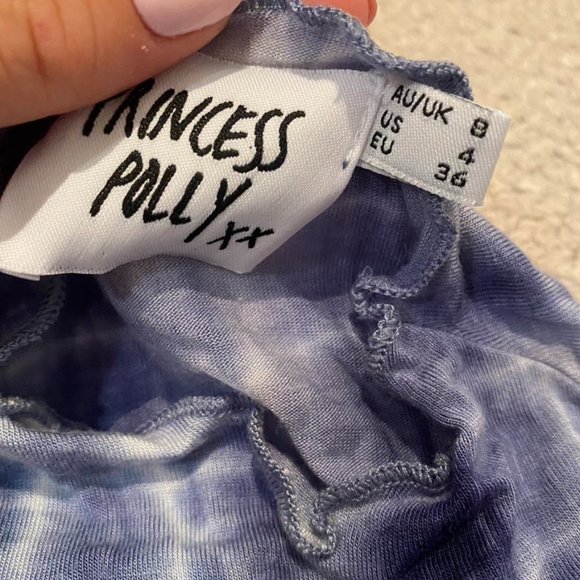 PRINCESS
POLLY xx
AU/UK 8
US 4
EU 36